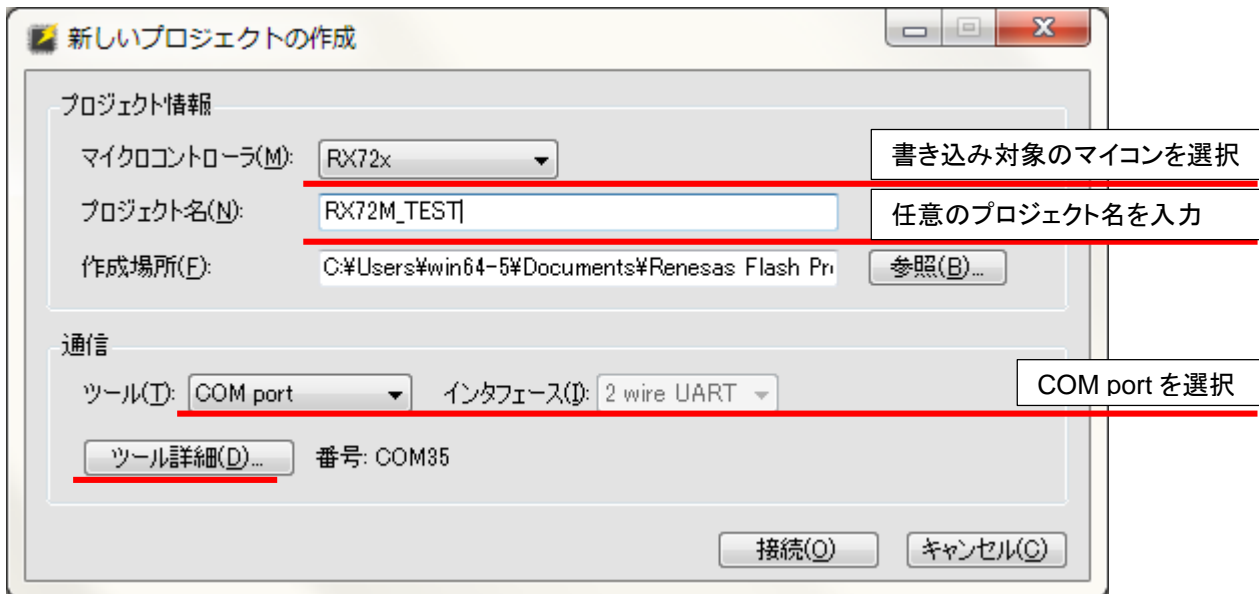 新しいプロジェクトの作成
プロジェクト情報
マイクロコントローラ(M): RX72x 書き込み対象のマイコンを選択
プロジェクト名(N): RX72M_TEST 任意のプロジェクト名を入力
作成場所(F): C:¥Users¥win64-5¥Documents¥Renesas Flash Pr 参照(B)...
通信
ツール(T): COM port インタフェース(I): 2 wire UART COM port を選択
ツール詳細(D)... 番号: COM35
接続(O) キャンセル(C)